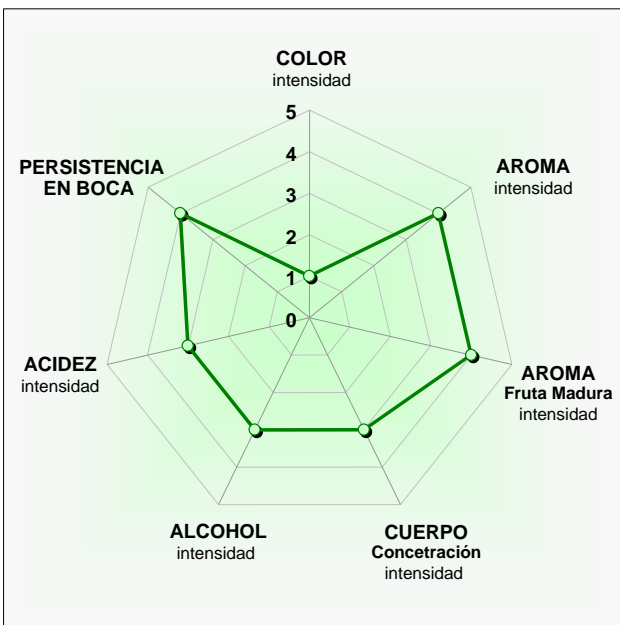 COLOR
intensidad
5
4
3
2
1
0
AROMA
intensidad
AROMA
Fruta Madura
intensidad
CUERPO
Concetración
intensidad
ALCOHOL
intensidad
ACIDEZ
intensidad
PERSISTENCIA
EN BOCA